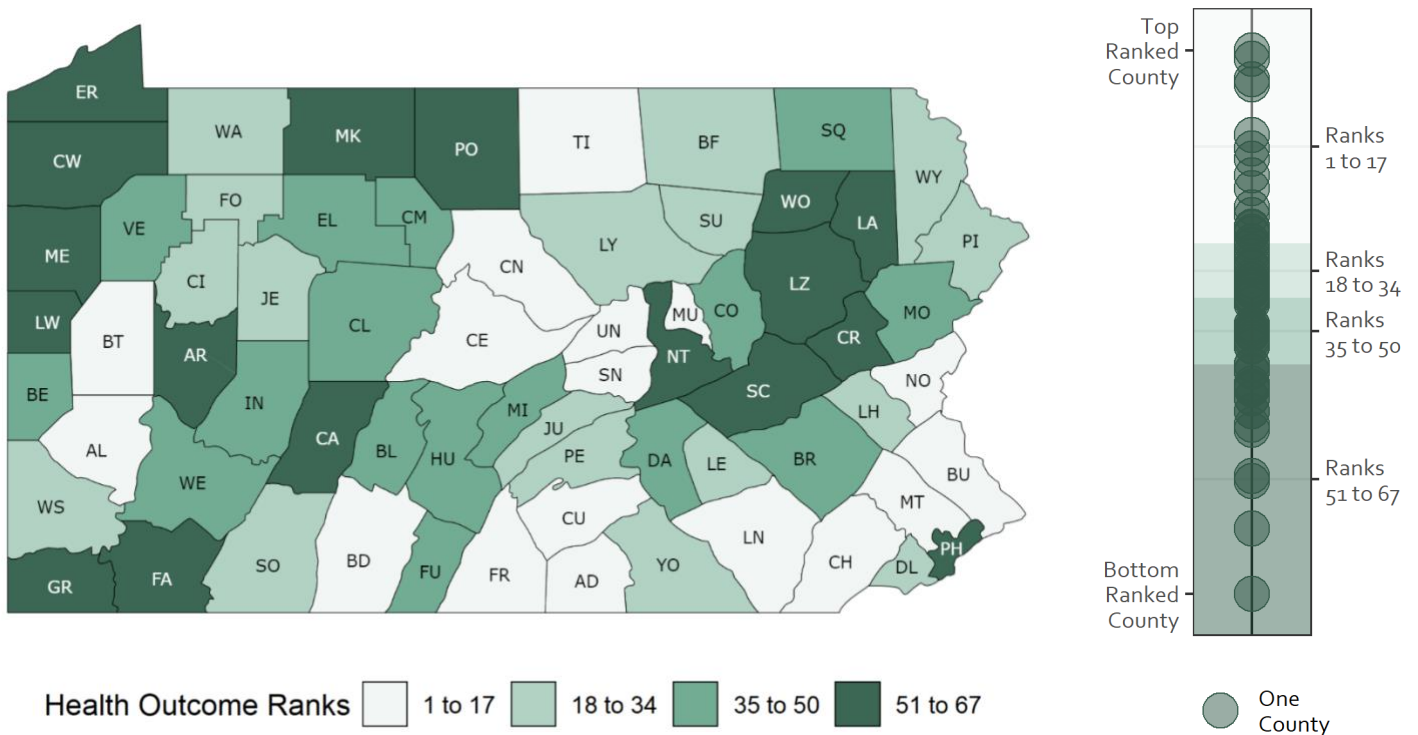 ER
WA
MK
PO
TI
BF
SQ
CW
WY
FO
WO
LA
VE
EL
CM
SU
PI
ME
LY
CN
CI
JE
LZ
LW
BT
AR
CL
CE
UN
MU
CO
MO
NT
CR
SN
NO
BE
IN
SC
AL
CA
BL
HU
MI
JU
PE
DA
LE
LH
BR
WS
WE
BU
MT
CU
LN
PH
GR
FA
SO
BD
FU
FR
AD
YO
CH
DL
Health Outcome Ranks
1 to 17
18 to 34
35 to 50
51 to 67
Top
Ranked
County
Ranks
1 to 17
Ranks
18 to 34
Ranks
35 to 50
Ranks
51 to 67
Bottom
Ranked
County
One
County